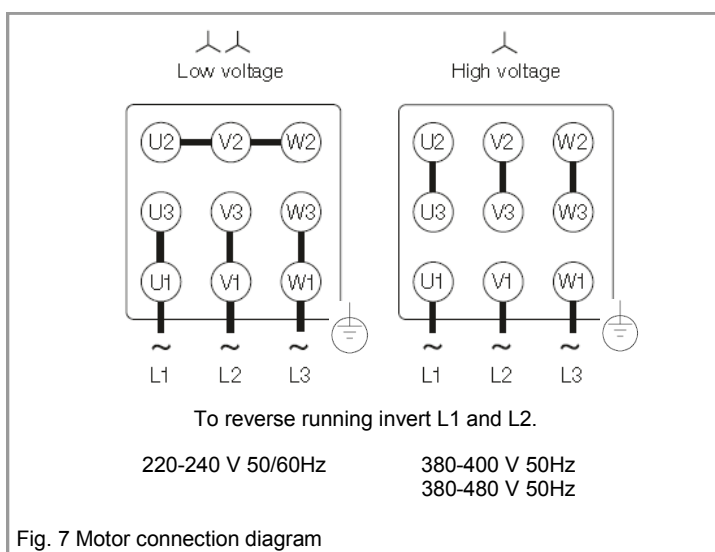 Low voltage High voltage
U2 V2 W2 U2 V2 W2
U3 V3 W3 U3 V3 W3
U1 V1 W1 U1 V1 W1
~ ~ ~ ~ ~ ~
L1 L2 L3 L1 L2 L3
To reverse running invert L1 and L2.
220-240 V 50/60Hz 380-400 V 50Hz
380-480 V 50Hz
Fig. 7 Motor connection diagram